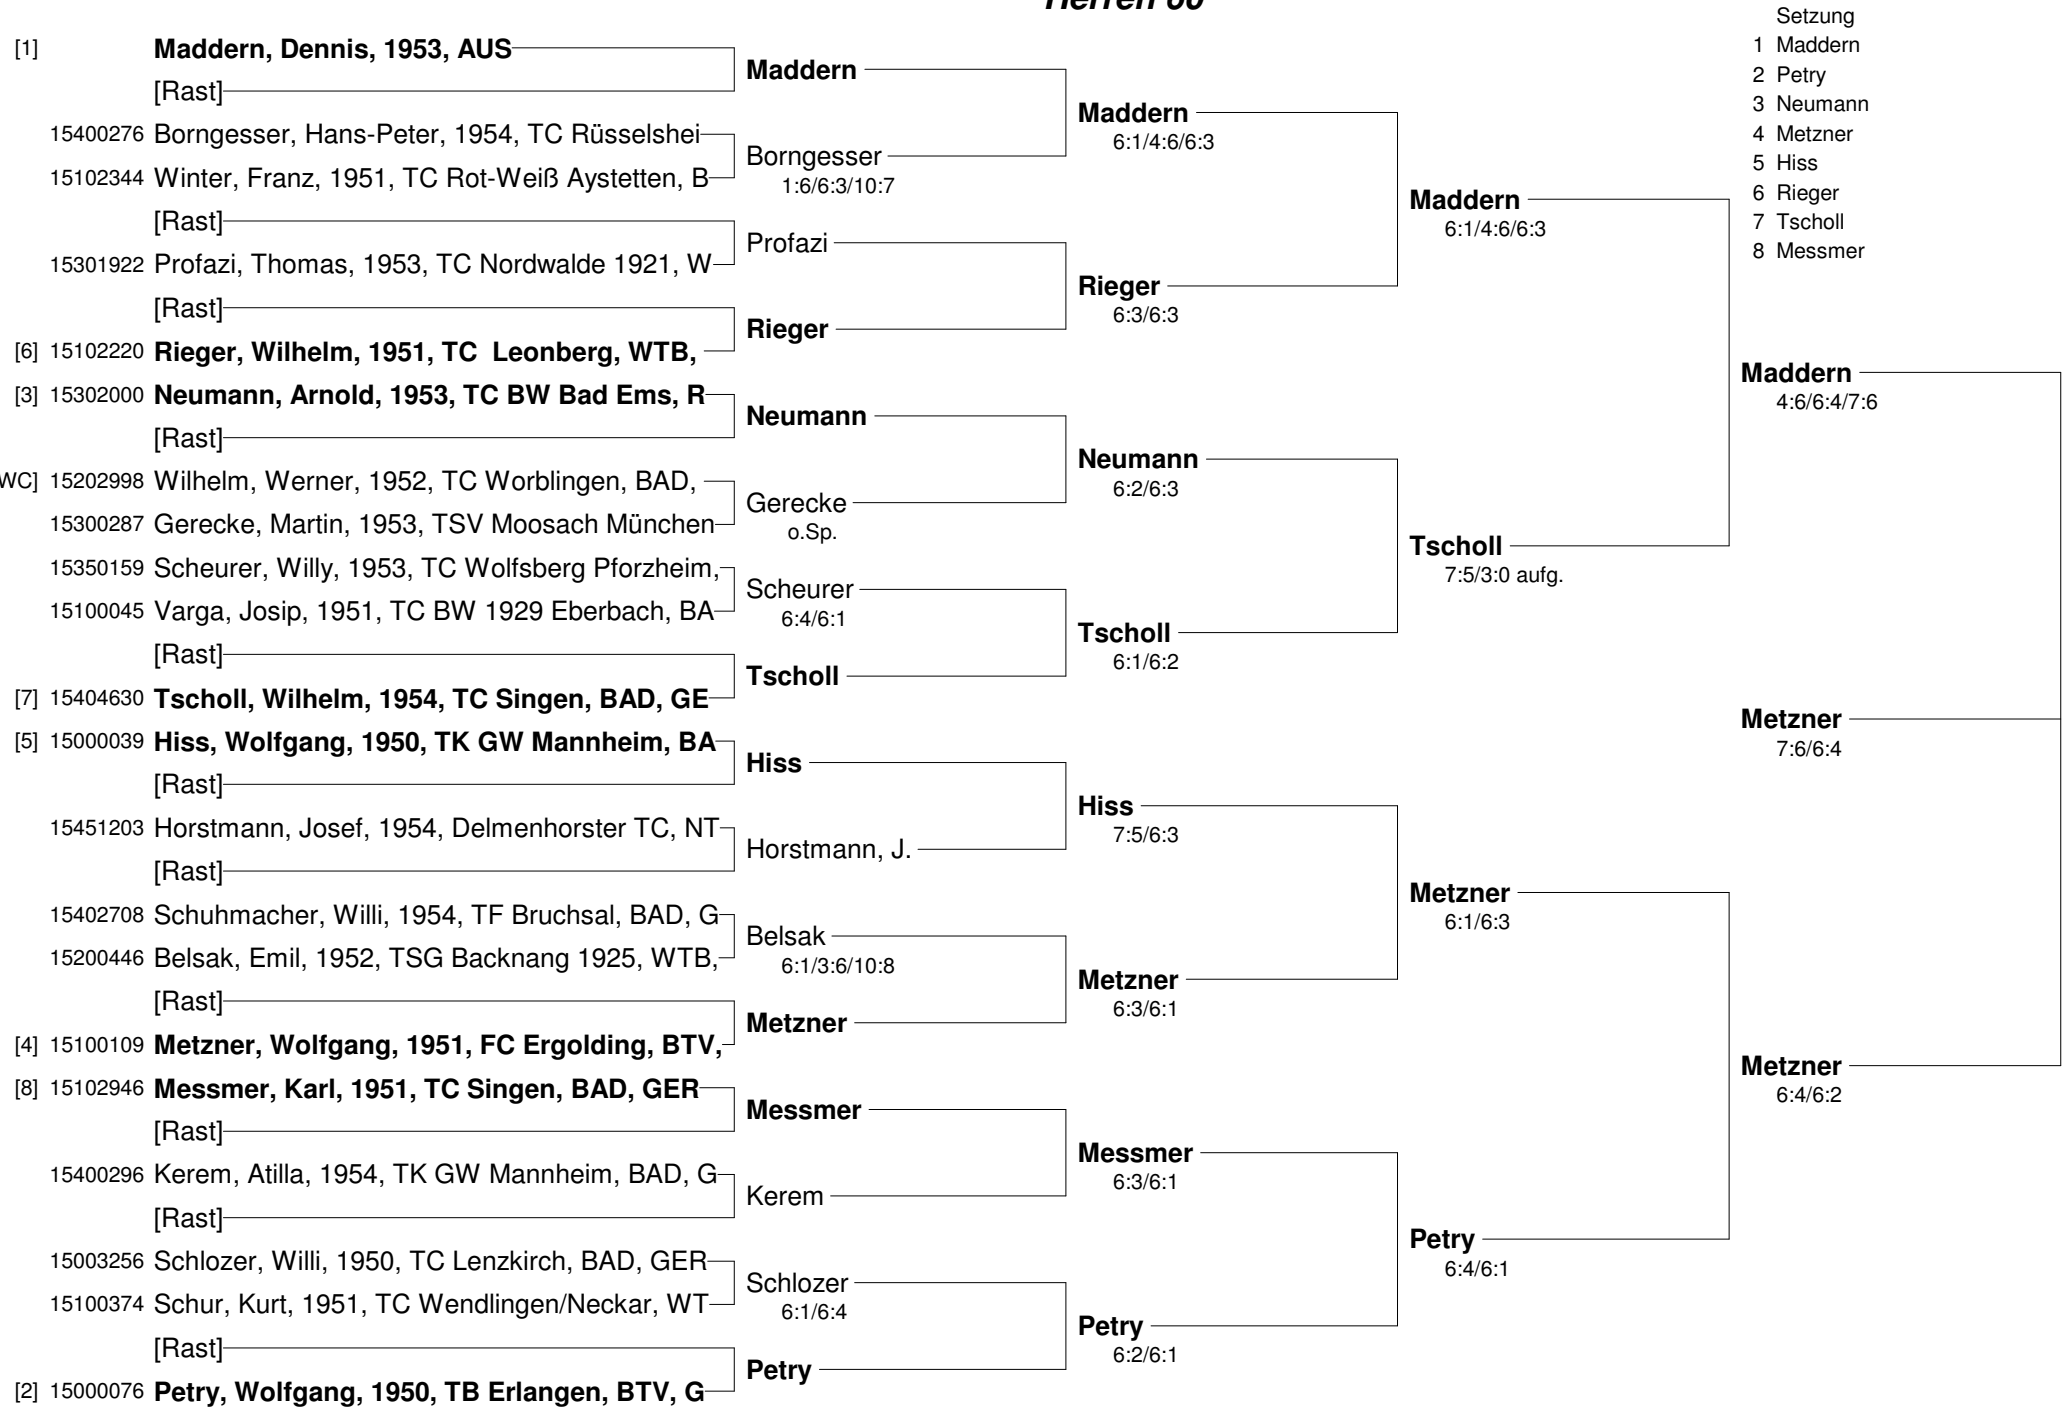 Herren 60
Setzung
1 Maddern
2 Petry
3 Neumann
4 Metzner
5 Hiss
6 Rieger
7 Tscholl
8 Messmer
[1] Maddern, Dennis, 1953, AUS
[Rast]
15400276 Borngesser, Hans-Peter, 1954, TC Rüsselshei
15102344 Winter, Franz, 1951, TC Rot-Weiß Aystetten, B
[Rast]
15301922 Profazi, Thomas, 1953, TC Nordwalde 1921, W
[Rast]
[6] 15102220 Rieger, Wilhelm, 1951, TC Leonberg, WTB,
[3] 15302000 Neumann, Arnold, 1953, TC BW Bad Ems, R
[Rast]
WC] 15202998 Wilhelm, Werner, 1952, TC Worblingen, BAD,
15300287 Gerecke, Martin, 1953, TSV Moosach München
15350159 Scheurer, Willy, 1953, TC Wolfsberg Pforzheim,
15100045 Varga, Josip, 1951, TC BW 1929 Eberbach, BA
[Rast]
[7] 15404630 Tscholl, Wilhelm, 1954, TC Singen, BAD, GE
[5] 15000039 Hiss, Wolfgang, 1950, TK GW Mannheim, BA
[Rast]
15451203 Horstmann, Josef, 1954, Delmenhorster TC, NT
[Rast]
15402708 Schuhmacher, Willi, 1954, TF Bruchsal, BAD, G
15200446 Belsak, Emil, 1952, TSG Backnang 1925, WTB,
[Rast]
[4] 15100109 Metzner, Wolfgang, 1951, FC Ergolding, BTV,
[8] 15102946 Messmer, Karl, 1951, TC Singen, BAD, GER
[Rast]
15400296 Kerem, Atilla, 1954, TK GW Mannheim, BAD, G
[Rast]
15003256 Schlozer, Willi, 1950, TC Lenzkirch, BAD, GER
15100374 Schur, Kurt, 1951, TC Wendlingen/Neckar, WT
[Rast]
[2] 15000076 Petry, Wolfgang, 1950, TB Erlangen, BTV, G
Maddern
Borngesser
1:6/6:3/10:7
Profazi
Rieger
Neumann
Gerecke
o.Sp.
Scheurer
6:4/6:1
Tscholl
Hiss
Horstmann, J.
Belsak
6:1/3:6/10:8
Metzner
Messmer
Kerem
Schlozer
6:1/6:4
Petry
Maddern
6:1/4:6/6:3
Rieger
6:3/6:3
Neumann
6:2/6:3
Tscholl
6:1/6:2
Hiss
7:5/6:3
Metzner
6:3/6:1
Messmer
6:3/6:1
Petry
6:2/6:1
Maddern
6:1/4:6/6:3
Tscholl
7:5/3:0 aufg.
Metzner
6:1/6:3
Petry
6:4/6:1
Maddern
4:6/6:4/7:6
Metzner
7:6/6:4
Metzner
6:4/6:2